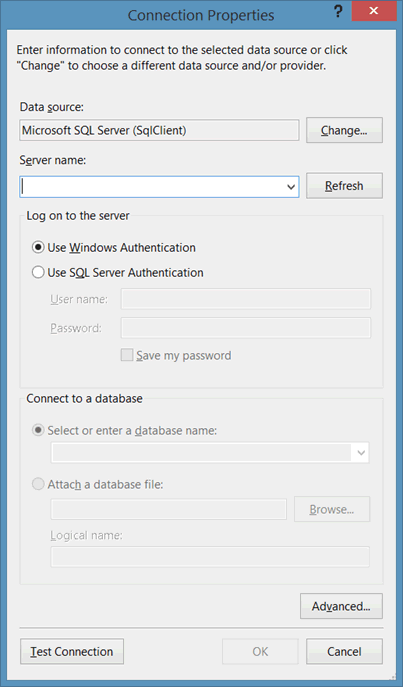 Connection Properties
?
Enter information to connect to the selected data source or click
"Change" to choose a different data source and/or provider.
Data source:
Microsoft SQL Server (SqlClient)
Change...
Server name:
Refresh
Log on to the server
Use Windows Authentication
Use SQL Server Authentication
User name:
Password:
Save my password
Connect to a database
Select or enter a database name:
Attach a database file:
Browse...
Logical name:
Advanced...
Test Connection
OK
Cancel